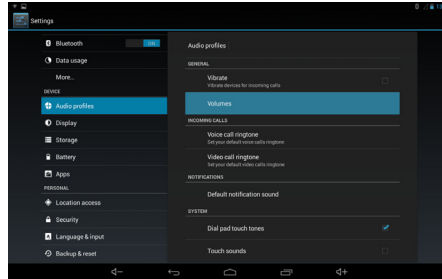 Settings
Bluetooth
ON
Data usage
More...
DEVICE
Audio profiles
Display
Storage
Battery
Apps
PERSONAL
Location access
Security
Language & input
Backup & reset
Audio profiles
GENERAL
Vibrate
Vibrate devices for incoming calls
Volumes
INCOMING CALLS
Voice call ringtone
Set your default voice calls ringtone
Video call ringtone
Set your default video calls ringtone
NOTIFICATIONS
Default notification sound
SYSTEM
Dial pad touch tones
Touch sounds